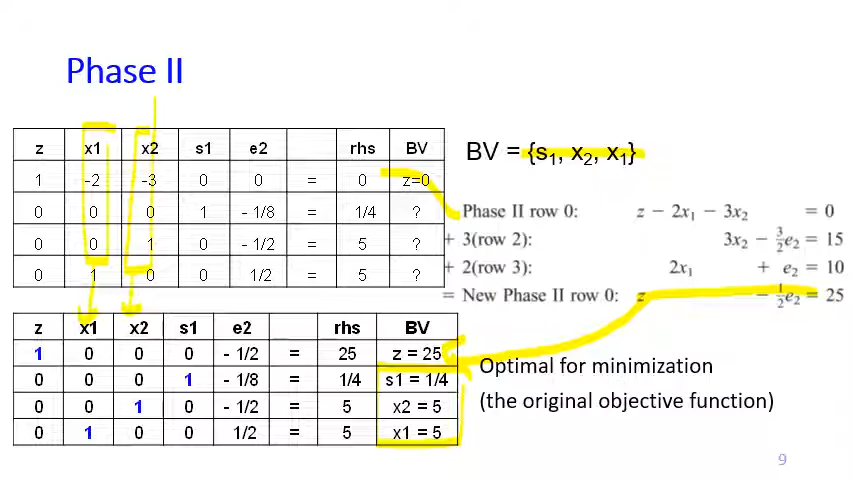 Phase II
z x1 x2 s1 e2 rhs BV
1 -2 -3 0 0 = 0 z=0
0 0 0 1 - 1/8 = 1/4 ?
0 0 1 0 - 1/2 = 5 ?
0 1 0 0 1/2 = 5 ?
BV = {s₁, x₂, x₁}
Phase II row 0: z − 2x₁ − 3x₂ = 0
+ 3(row 2): 3x₂ − 3/2e₂ = 15
+ 2(row 3): 2x₁ + e₂ = 10
= New Phase II row 0: z − 1/2e₂ = 25
z x1 x2 s1 e2 rhs BV
1 0 0 0 - 1/2 = 25 z = 25
0 0 0 1 - 1/8 = 1/4 s1 = 1/4
0 0 1 0 - 1/2 = 5 x2 = 5
0 1 0 0 1/2 = 5 x1 = 5
Optimal for minimization
(the original objective function)
9